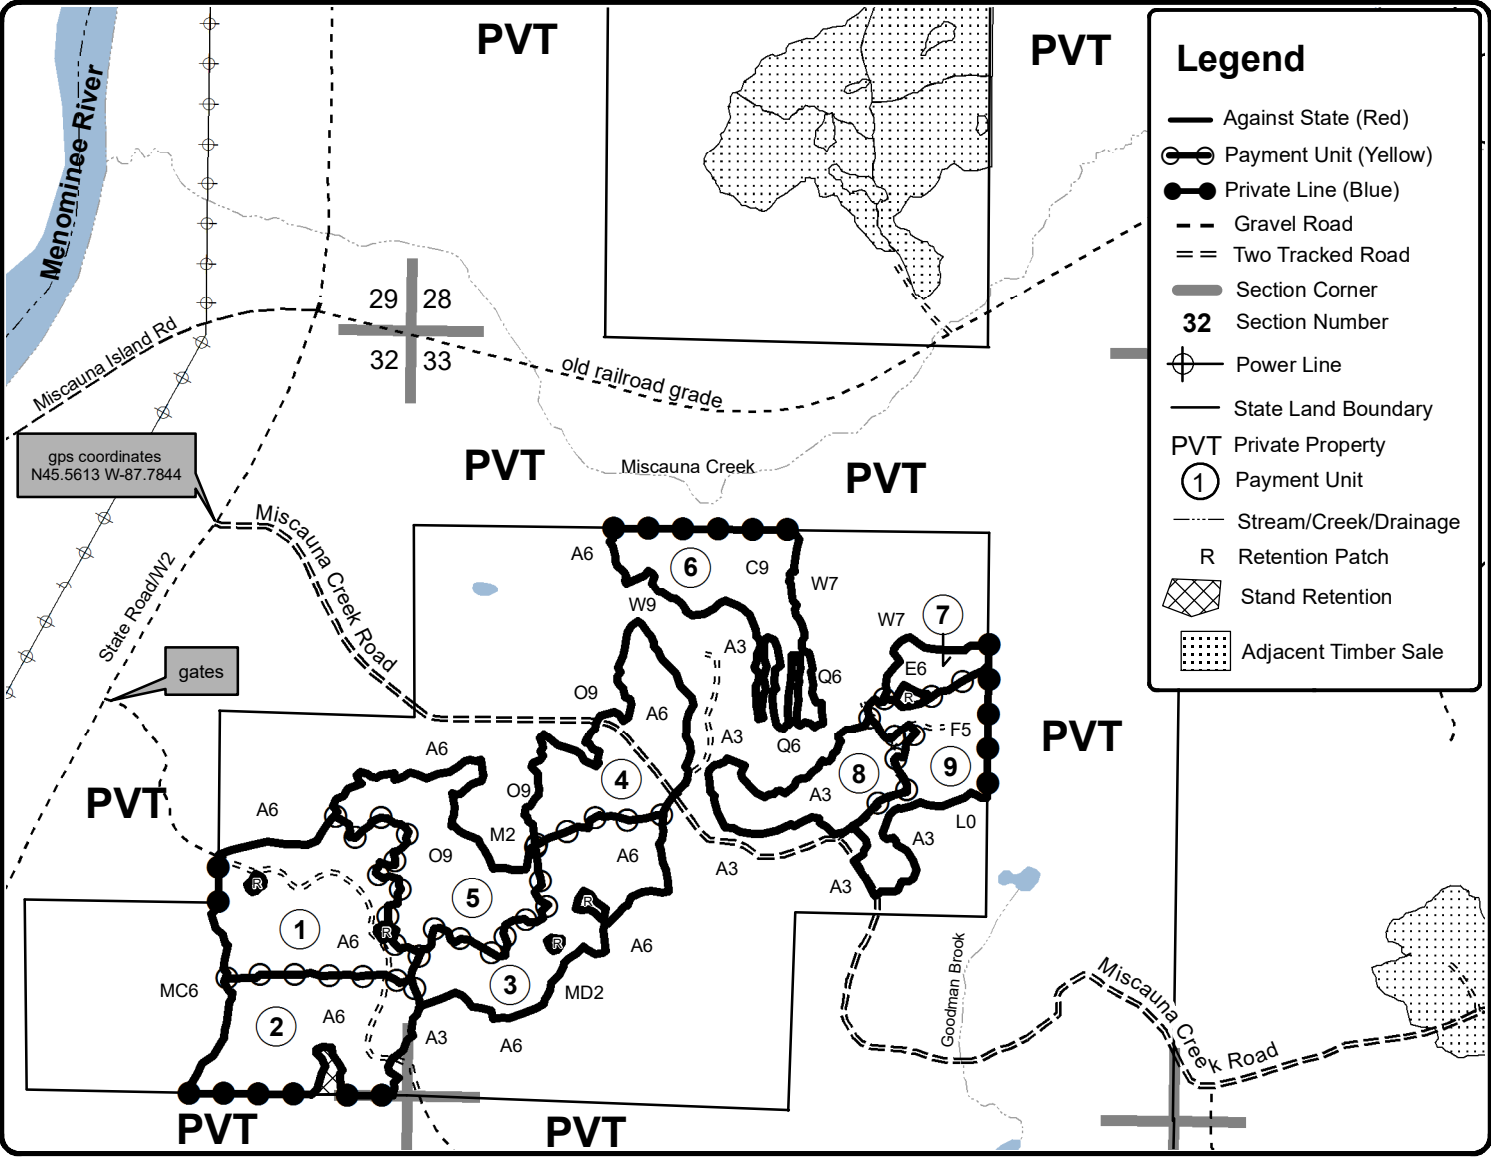 PVT
PVT
Legend
Against State (Red)
Payment Unit (Yellow)
Private Line (Blue)
Gravel Road
Two Tracked Road
Section Corner
32 Section Number
Power Line
State Land Boundary
PVT Private Property
1 Payment Unit
Stream/Creek/Drainage
R Retention Patch
Stand Retention
Adjacent Timber Sale
Menominee River
29 28
32 33
Miscauna Island Rd
old railroad grade
gps coordinates
N45.5613 W-87.7844
PVT
Miscauna Creek
PVT
Miscauna Creek Road
State Road/W2
gates
A6
6
C9
W7
W9
W7
7
A3
E6
Q6
R
O9
A6
A3
Q6
F5
PVT
A6
4
8
9
O9
A3
PVT
A6
L0
M2
A3
O9
A6
A3
A3
R
5
R
1
A6
R
R
A6
MC6
3
MD2
2
A6
A3
A6
Goodman Brook
Miscauna Creek Road
PVT
PVT